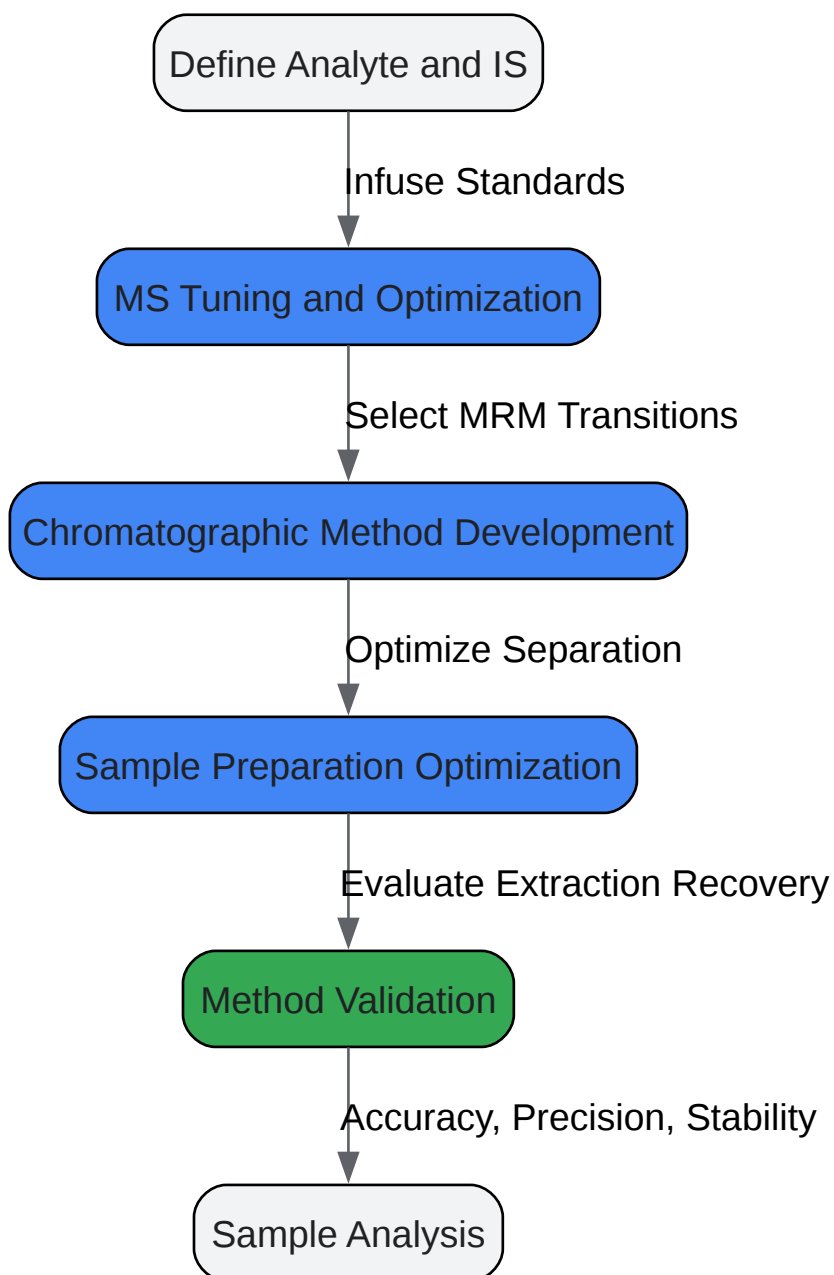 Define Analyte and IS
Infuse Standards
MS Tuning and Optimization
Select MRM Transitions
Chromatographic Method Development
Optimize Separation
Sample Preparation Optimization
Evaluate Extraction Recovery
Method Validation
Accuracy, Precision, Stability
Sample Analysis